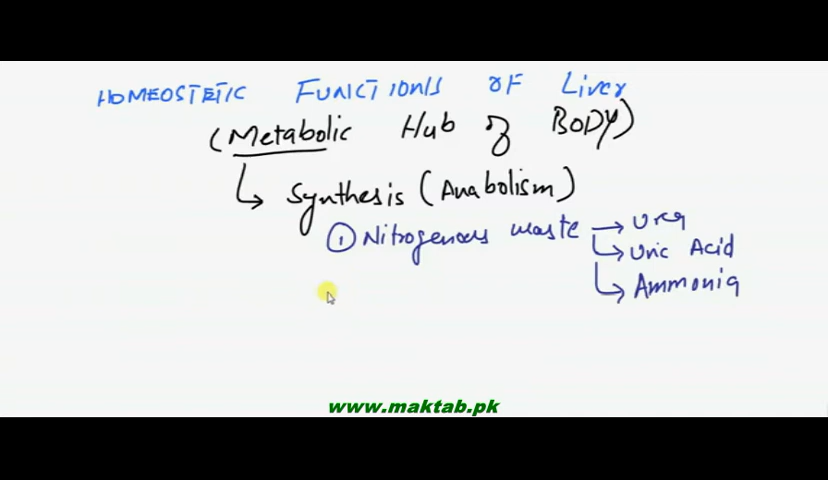 HOMEOSTETIC FUNCTIONS OF Liver
(Metabolic Hub of BODY)
↳ Synthesis (Anabolism)
① Nitrogenous waste → Urea
↳ Uric Acid
↳ Ammonia
www.maktab.pk